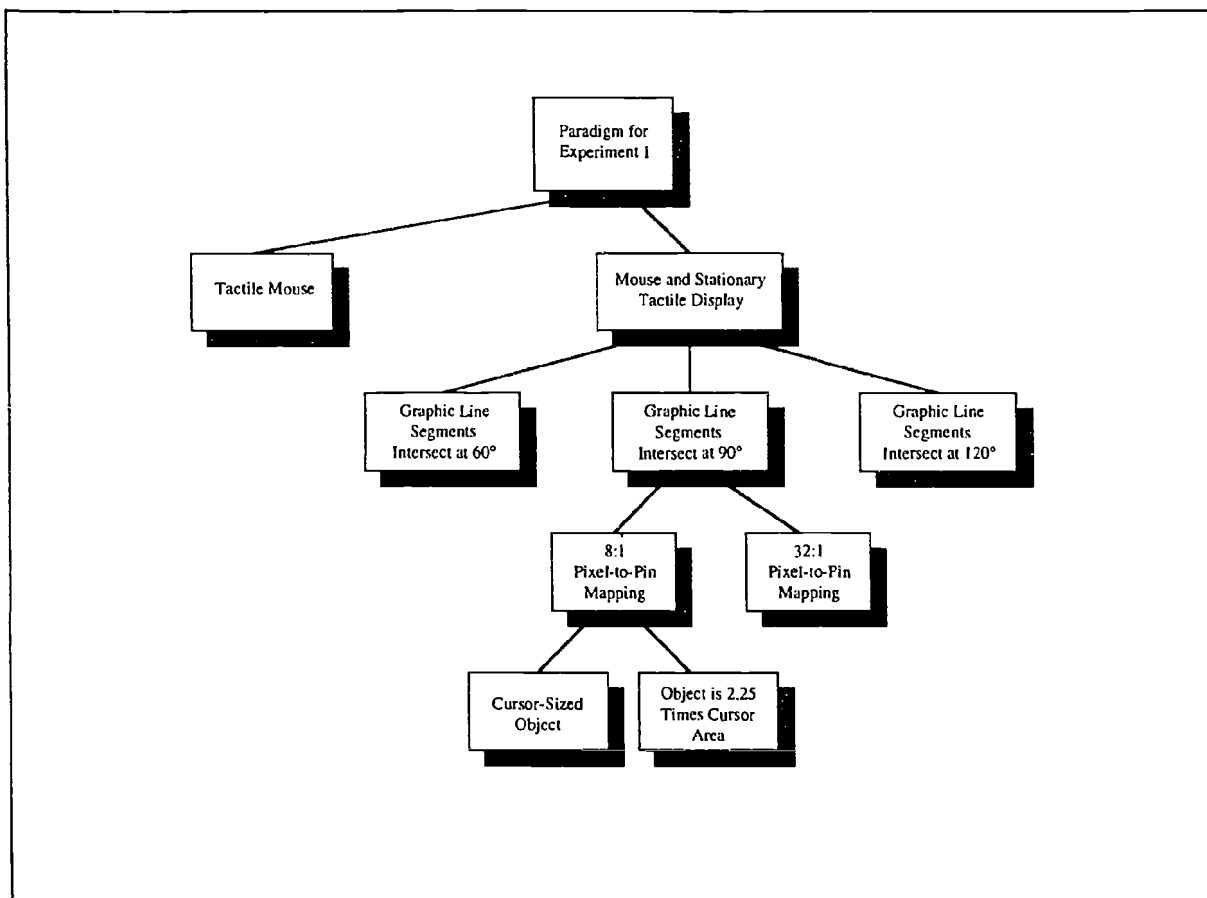 Paradigm for
Experiment 1
Tactile Mouse
Mouse and Stationary
Tactile Display
Graphic Line
Segments
Intersect at 60°
Graphic Line
Segments
Intersect at 90°
Graphic Line
Segments
Intersect at 120°
8:1
Pixel-to-Pin
Mapping
32:1
Pixel-to-Pin
Mapping
Cursor-Sized
Object
Object is 2.25
Times Cursor
Area